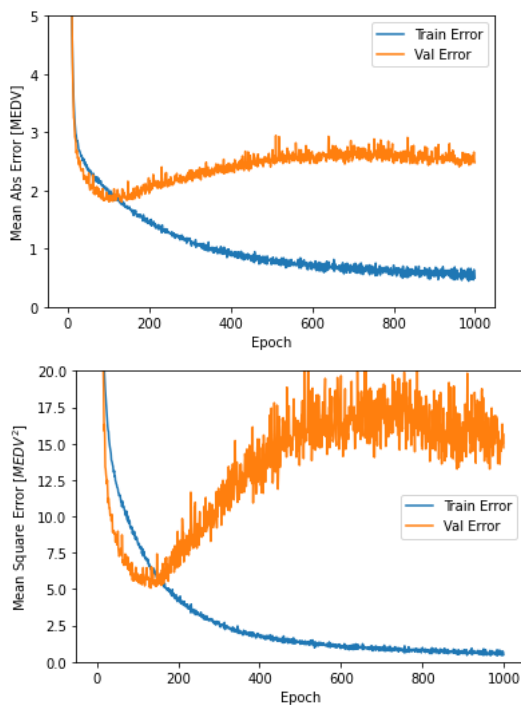 5
Train Error
Val Error
4
3
2
1
0
Mean Abs Error [MEDV]
0 200 400 600 800 1000
Epoch
20.0
17.5
15.0
12.5
10.0
7.5
5.0
2.5
0.0
Mean Square Error [MEDV²]
Train Error
Val Error
0 200 400 600 800 1000
Epoch